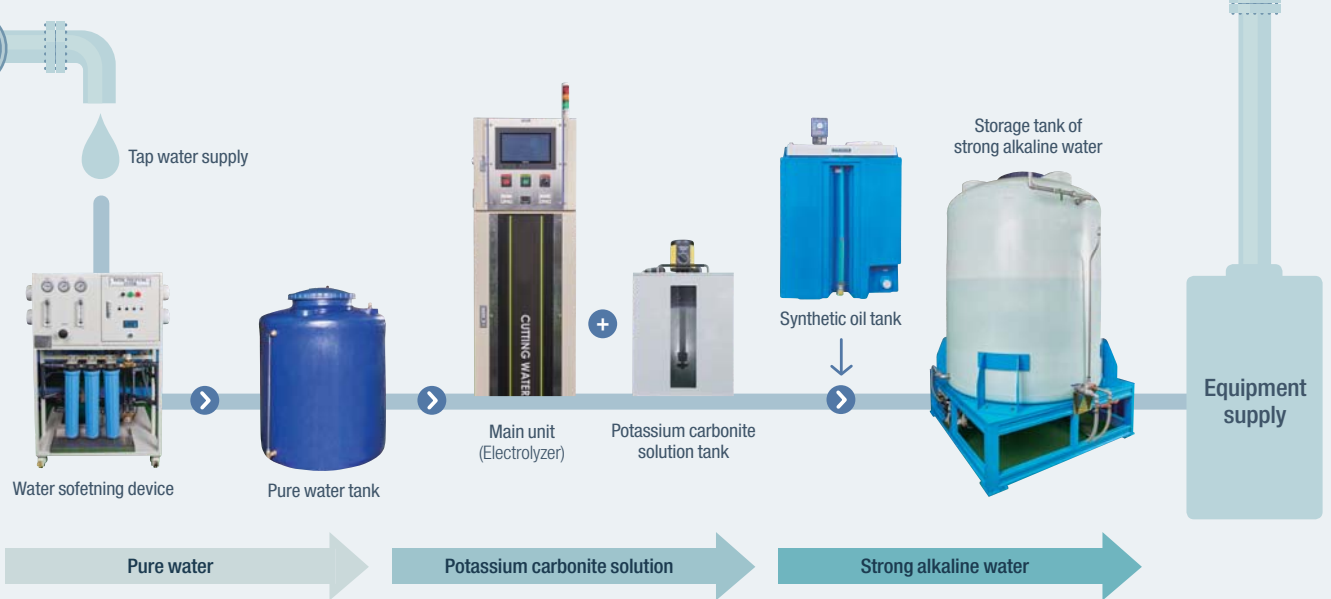 Tap water supply
Storage tank of
strong alkaline water
CUTTING WATER
Synthetic oil tank
Equipment
supply
Main unit
(Electrolyzer)
Potassium carbonite
solution tank
Water sofetning device
Pure water tank
Pure water
Potassium carbonite solution
Strong alkaline water